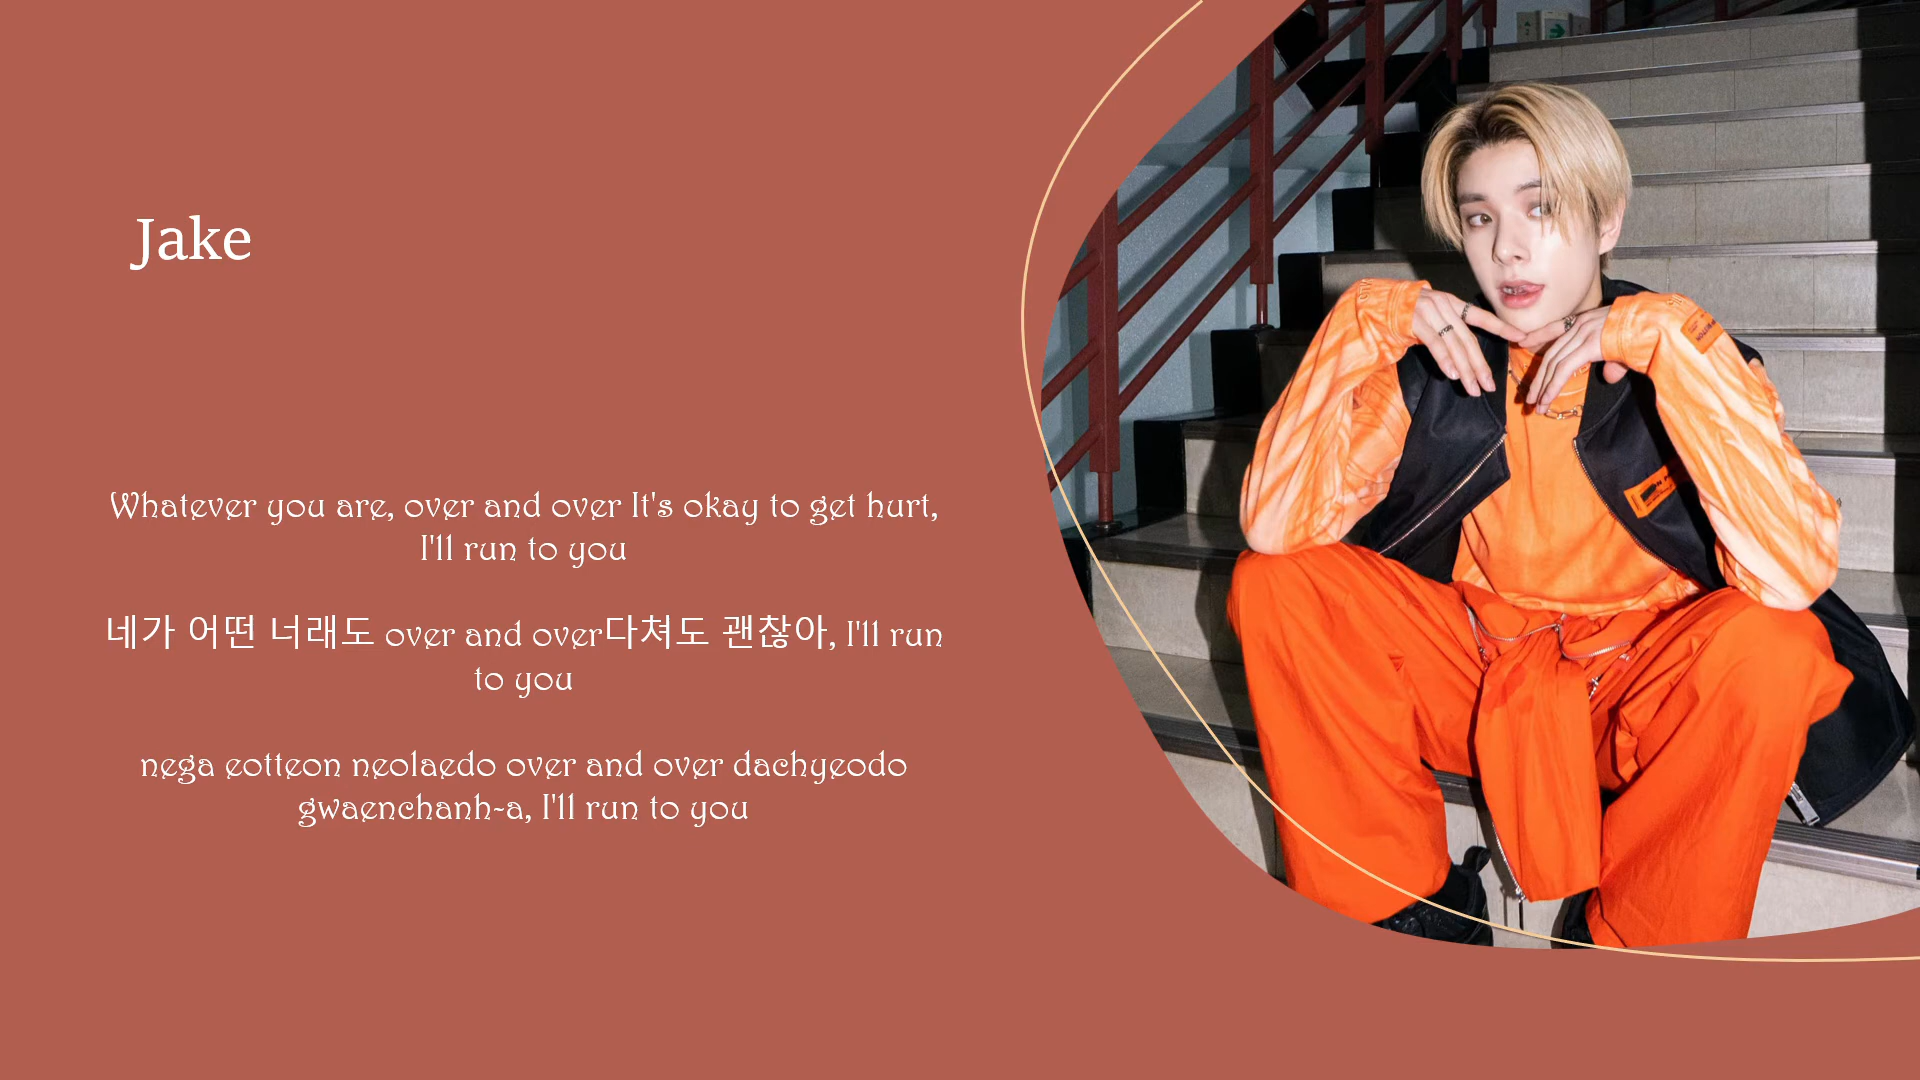 Jake
Whatever you are, over and over It's okay to get hurt,
I'll run to you
네가 어떤 너래도 over and over다쳐도 괜찮아, I'll run
to you
nega eotteon neolaedo over and over dachyeodo
gwaenchanh-a, I'll run to you